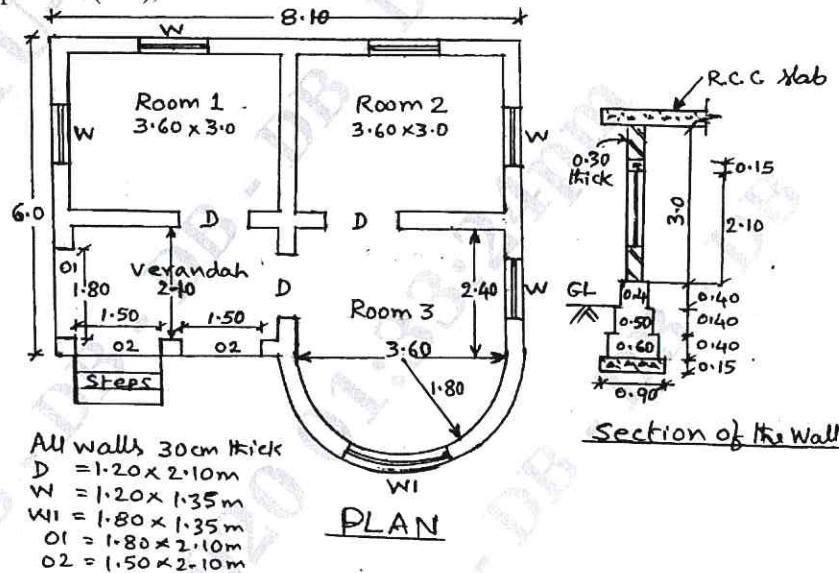 8.10
W
Room 1
3.60 x 3.0
Room 2
3.60 x 3.0
W
W
6.0
D
D
01
1.80
Verandah
2.10
D
Room 3
2.40
W
1.50
1.50
02
02
3.60
Steps
1.80
W1
PLAN
All walls 30cm thick
D = 1.20 x 2.10m
W = 1.20 x 1.35m
W1 = 1.80 x 1.35m
01 = 1.80 x 2.10m
02 = 1.50 x 2.10m
R.C.C slab
0.30
thick
0.15
3.0
2.10
GL
0.4
0.40
0.50
0.40
0.60
0.40
0.15
0.90
Section of the Wall